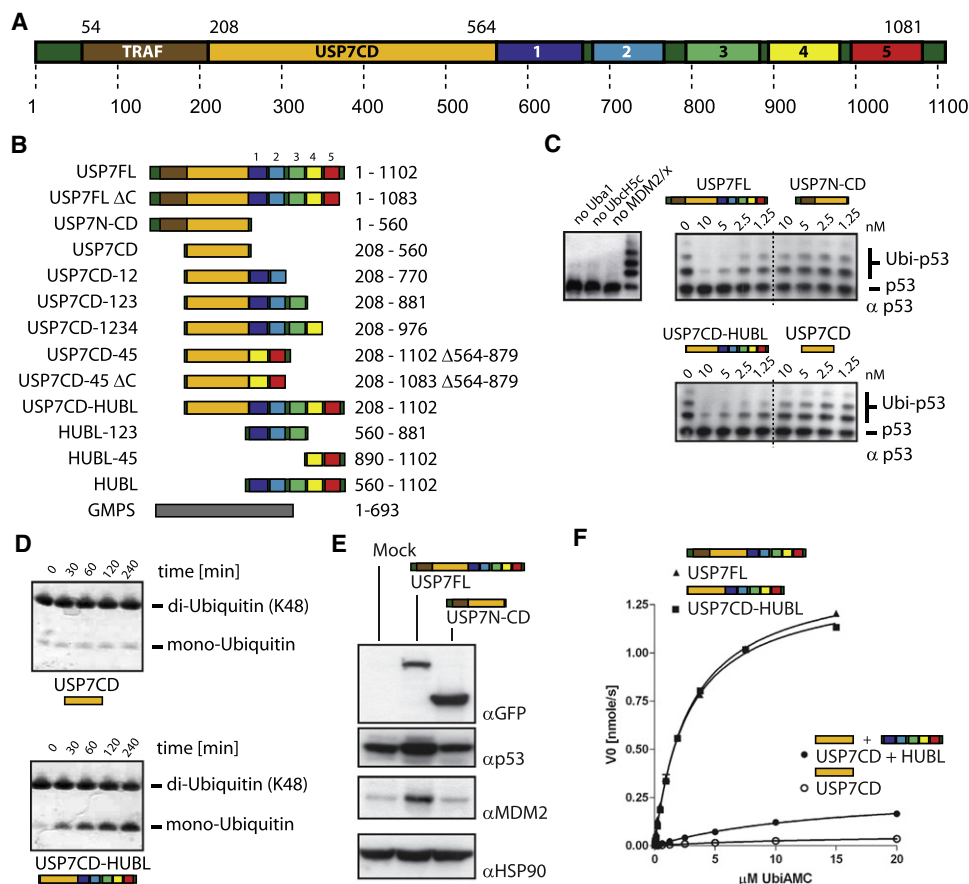 A
54 208 564 1081
TRAF USP7CD 1 2 3 4 5
1 100 200 300 400 500 600 700 800 900 1000 1100
B
1 2 3 4 5
USP7FL 1 - 1102
USP7FL ΔC 1 - 1083
USP7N-CD 1 - 560
USP7CD 208 - 560
USP7CD-12 208 - 770
USP7CD-123 208 - 881
USP7CD-1234 208 - 976
USP7CD-45 208 - 1102 Δ564-879
USP7CD-45 ΔC 208 - 1083 Δ564-879
USP7CD-HUBL 208 - 1102
HUBL-123 560 - 881
HUBL-45 890 - 1102
HUBL 560 - 1102
GMPS 1-693
C
no Uba1
no UbcH5c
no MDM2/x
USP7FL USP7N-CD
0 10 5 2.5 1.25 10 5 2.5 1.25 nM
Ubi-p53
p53
α p53
USP7CD-HUBL USP7CD
0 10 5 2.5 1.25 10 5 2.5 1.25 nM
Ubi-p53
p53
α p53
D
0 30 60 120 240 time [min]
di-Ubiquitin (K48)
mono-Ubiquitin
USP7CD
0 30 60 120 240 time [min]
di-Ubiquitin (K48)
mono-Ubiquitin
USP7CD-HUBL
E
Mock
USP7FL
USP7N-CD
αGFP
αp53
αMDM2
αHSP90
F
USP7FL
USP7CD-HUBL
V0 [nmole/s]
1.25
1.00
0.75
0.50
0.25
0.00
+
USP7CD + HUBL
USP7CD
0 5 10 15 20
μM UbiAMC